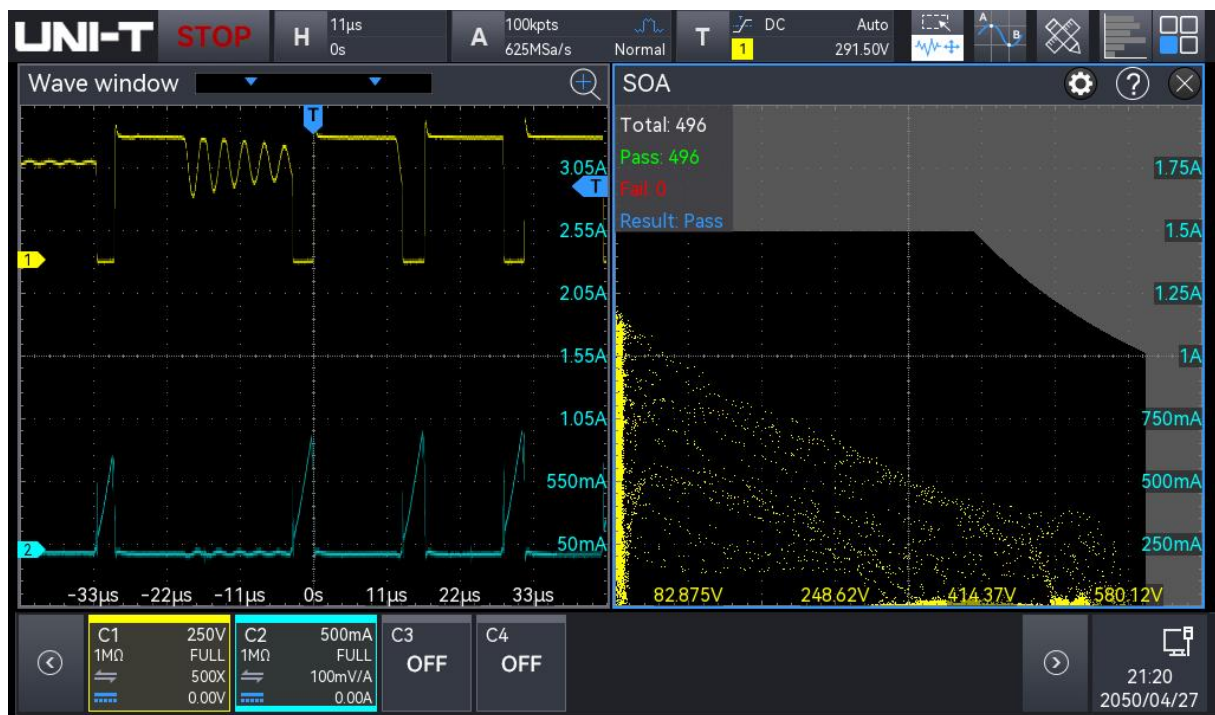 UNI-T
STOP
H
11μs
0s
A
100kpts
625MSa/s
Normal
T
DC
Auto
1
291.50V
A
B
Wave window
T
3.05A
T
2.55A
1
2.05A
1.55A
1.05A
550mA
2
50mA
-33μs
-22μs
-11μs
0s
11μs
22μs
33μs
SOA
?
Total: 496
Pass: 496
Fail: 0
Result: Pass
1.75A
1.5A
1.25A
1A
750mA
500mA
250mA
82.875V
248.62V
414.37V
580.12V
C1
250V
1MΩ
FULL
500X
0.00V
C2
500mA
1MΩ
FULL
100mV/A
0.00A
C3
OFF
C4
OFF
21:20
2050/04/27